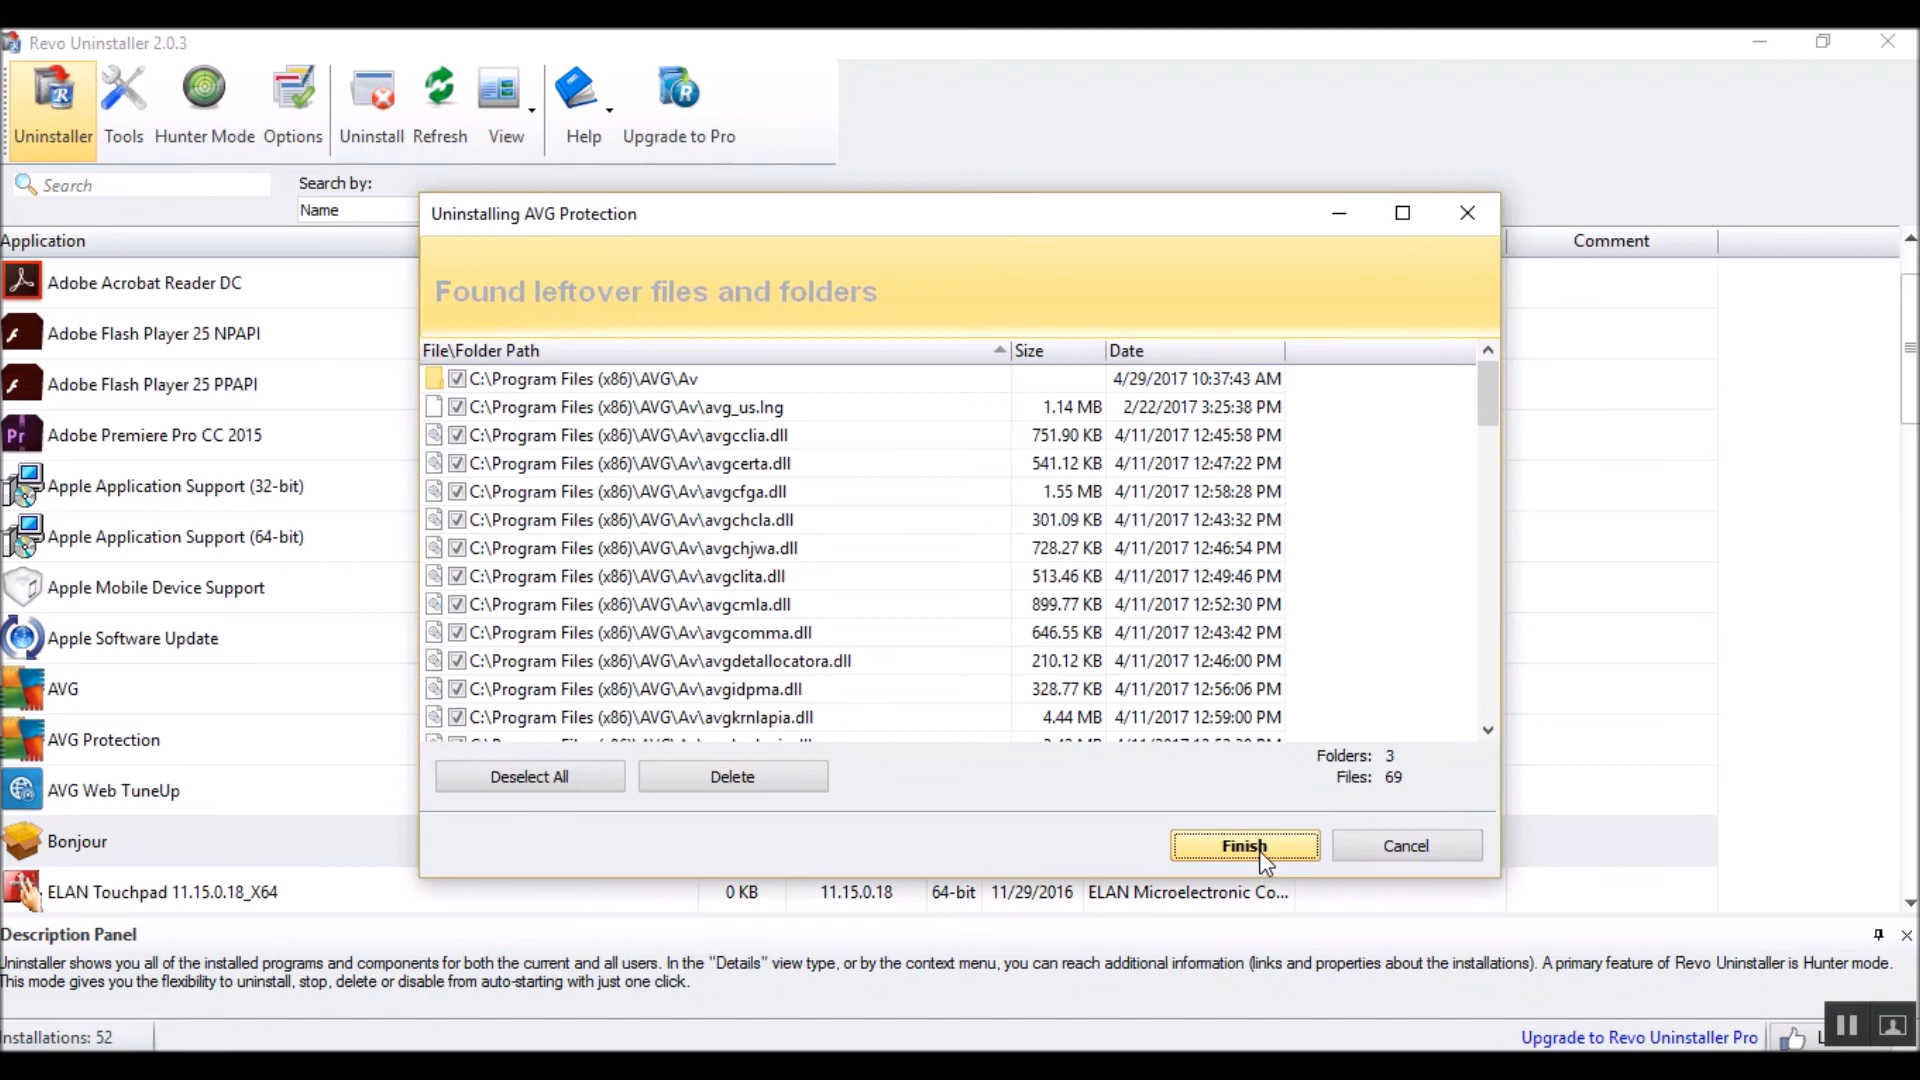 Revo Uninstaller 2.0.3
Uninstaller Tools Hunter Mode Options Uninstall Refresh View Help Upgrade to Pro
Search
Search by:
Name
Application
Comment
Adobe Acrobat Reader DC
Adobe Flash Player 25 NPAPI
Adobe Flash Player 25 PPAPI
Adobe Premiere Pro CC 2015
Apple Application Support (32-bit)
Apple Application Support (64-bit)
Apple Mobile Device Support
Apple Software Update
AVG
AVG Protection
AVG Web TuneUp
Bonjour
ELAN Touchpad 11.15.0.18_X64 0 KB 11.15.0.18 64-bit 11/29/2016 ELAN Microelectronic Co...
Uninstalling AVG Protection
Found leftover files and folders
File\Folder Path Size Date
C:\Program Files (x86)\AVG\Av 4/29/2017 10:37:43 AM
C:\Program Files (x86)\AVG\Av\avg_us.lng 1.14 MB 2/22/2017 3:25:38 PM
C:\Program Files (x86)\AVG\Av\avgcclia.dll 751.90 KB 4/11/2017 12:45:58 PM
C:\Program Files (x86)\AVG\Av\avgcerta.dll 541.12 KB 4/11/2017 12:47:22 PM
C:\Program Files (x86)\AVG\Av\avgcfga.dll 1.55 MB 4/11/2017 12:58:28 PM
C:\Program Files (x86)\AVG\Av\avgchcla.dll 301.09 KB 4/11/2017 12:43:32 PM
C:\Program Files (x86)\AVG\Av\avgchjwa.dll 728.27 KB 4/11/2017 12:46:54 PM
C:\Program Files (x86)\AVG\Av\avgclita.dll 513.46 KB 4/11/2017 12:49:46 PM
C:\Program Files (x86)\AVG\Av\avgcmla.dll 899.77 KB 4/11/2017 12:52:30 PM
C:\Program Files (x86)\AVG\Av\avgcomma.dll 646.55 KB 4/11/2017 12:43:42 PM
C:\Program Files (x86)\AVG\Av\avgdetallocatora.dll 210.12 KB 4/11/2017 12:46:00 PM
C:\Program Files (x86)\AVG\Av\avgidpma.dll 328.77 KB 4/11/2017 12:56:06 PM
C:\Program Files (x86)\AVG\Av\avgkrnlapia.dll 4.44 MB 4/11/2017 12:59:00 PM
Folders: 3
Files: 69
Deselect All Delete
Finish Cancel
Description Panel
Uninstaller shows you all of the installed programs and components for both the current and all users. In the "Details" view type, or by the context menu, you can reach additional information (links and properties about the installations). A primary feature of Revo Uninstaller is Hunter mode.
This mode gives you the flexibility to uninstall, stop, delete or disable from auto-starting with just one click.
Installations: 52
Upgrade to Revo Uninstaller Pro